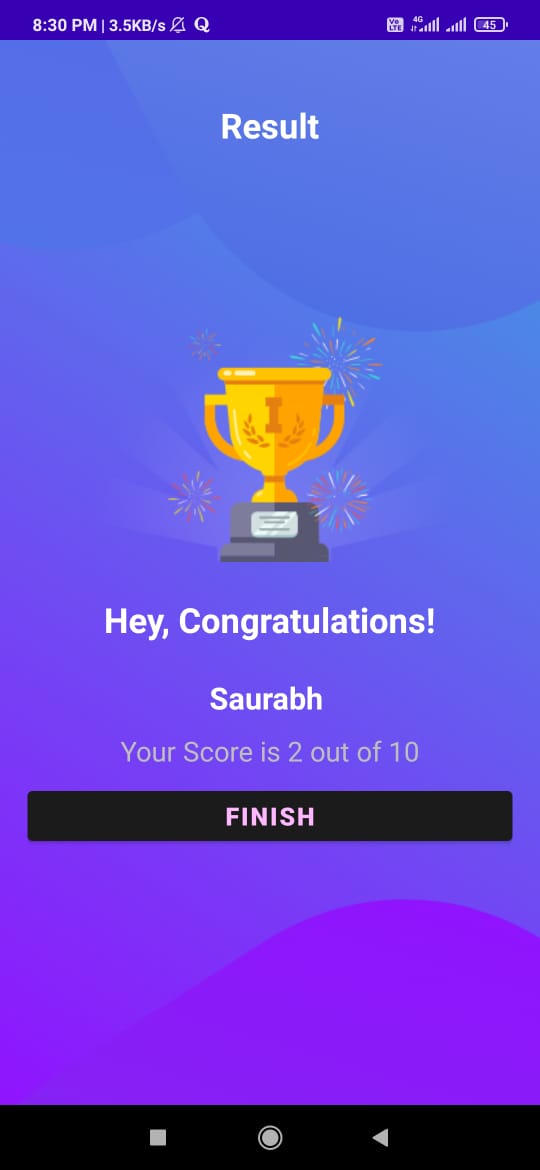 8:30 PM | 3.5KB/s Q Vo LTE 4G 45
Result
I
Hey, Congratulations!
Saurabh
Your Score is 2 out of 10
FINISH